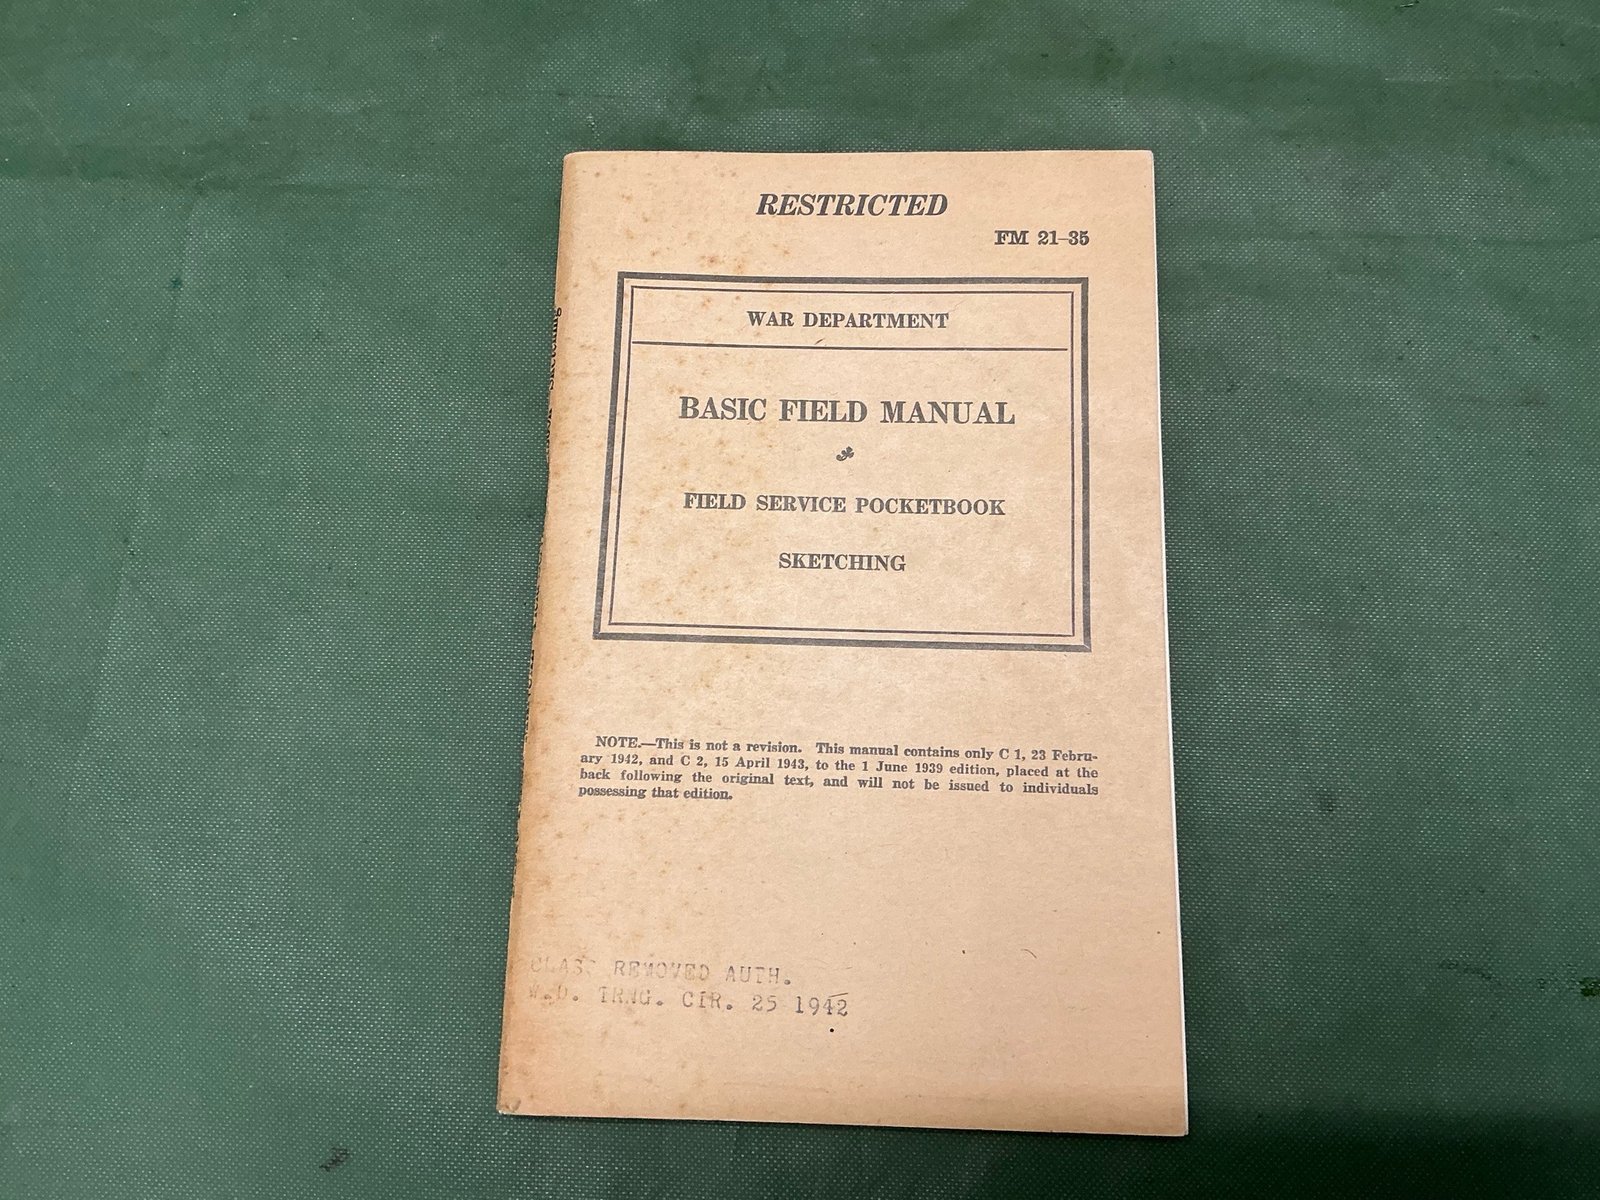 RESTRICTED
FM 21–35
WAR DEPARTMENT
BASIC FIELD MANUAL
FIELD SERVICE POCKETBOOK
SKETCHING
NOTE.—This is not a revision. This manual contains only C 1, 23 Febru-
ary 1942, and C 2, 15 April 1943, to the 1 June 1939 edition, placed at the
back following the original text, and will not be issued to individuals
possessing that edition.
CLASS REMOVED AUTH.
W.D. TRNG. CIR. 25 1942
Sketching